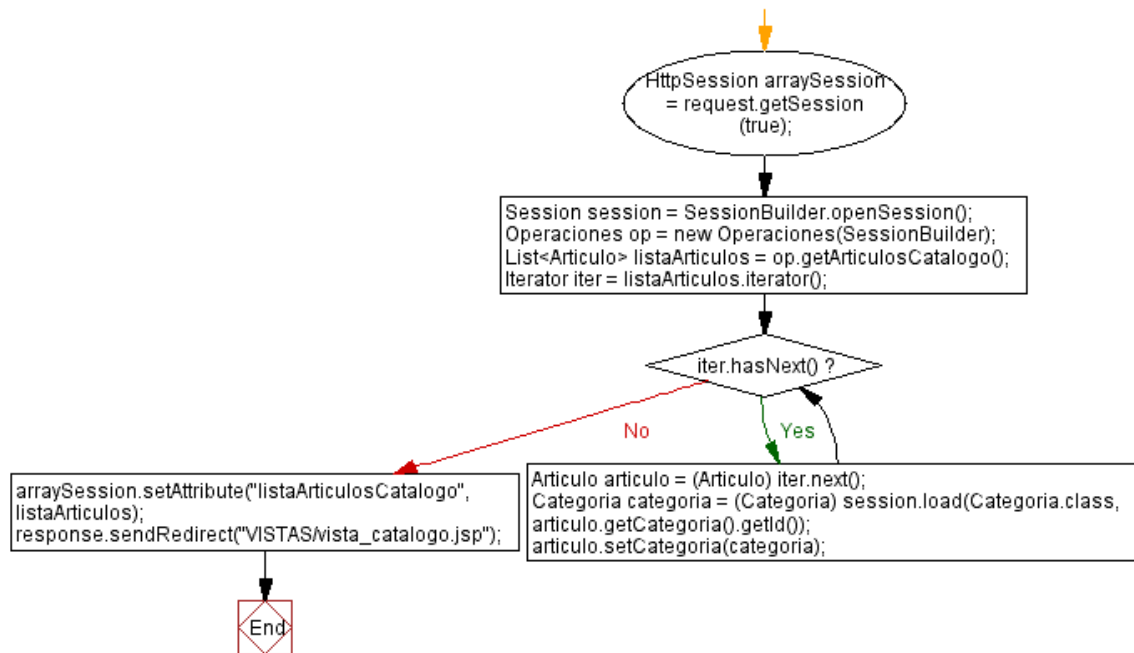 HttpSession arraySession
= request.getSession
(true);
Session session = SessionBuilder.openSession();
Operaciones op = new Operaciones(SessionBuilder);
List<Articulo> listaArticulos = op.getArticulosCatalogo();
Iterator iter = listaArticulos.iterator();
iter.hasNext() ?
No
Yes
arraySession.setAttribute("listaArticulosCatalogo",
listaArticulos);
response.sendRedirect("VISTAS/vista_catalogo.jsp");
Articulo articulo = (Articulo) iter.next();
Categoria categoria = (Categoria) session.load(Categoria.class,
articulo.getCategoria().getId());
articulo.setCategoria(categoria);
End